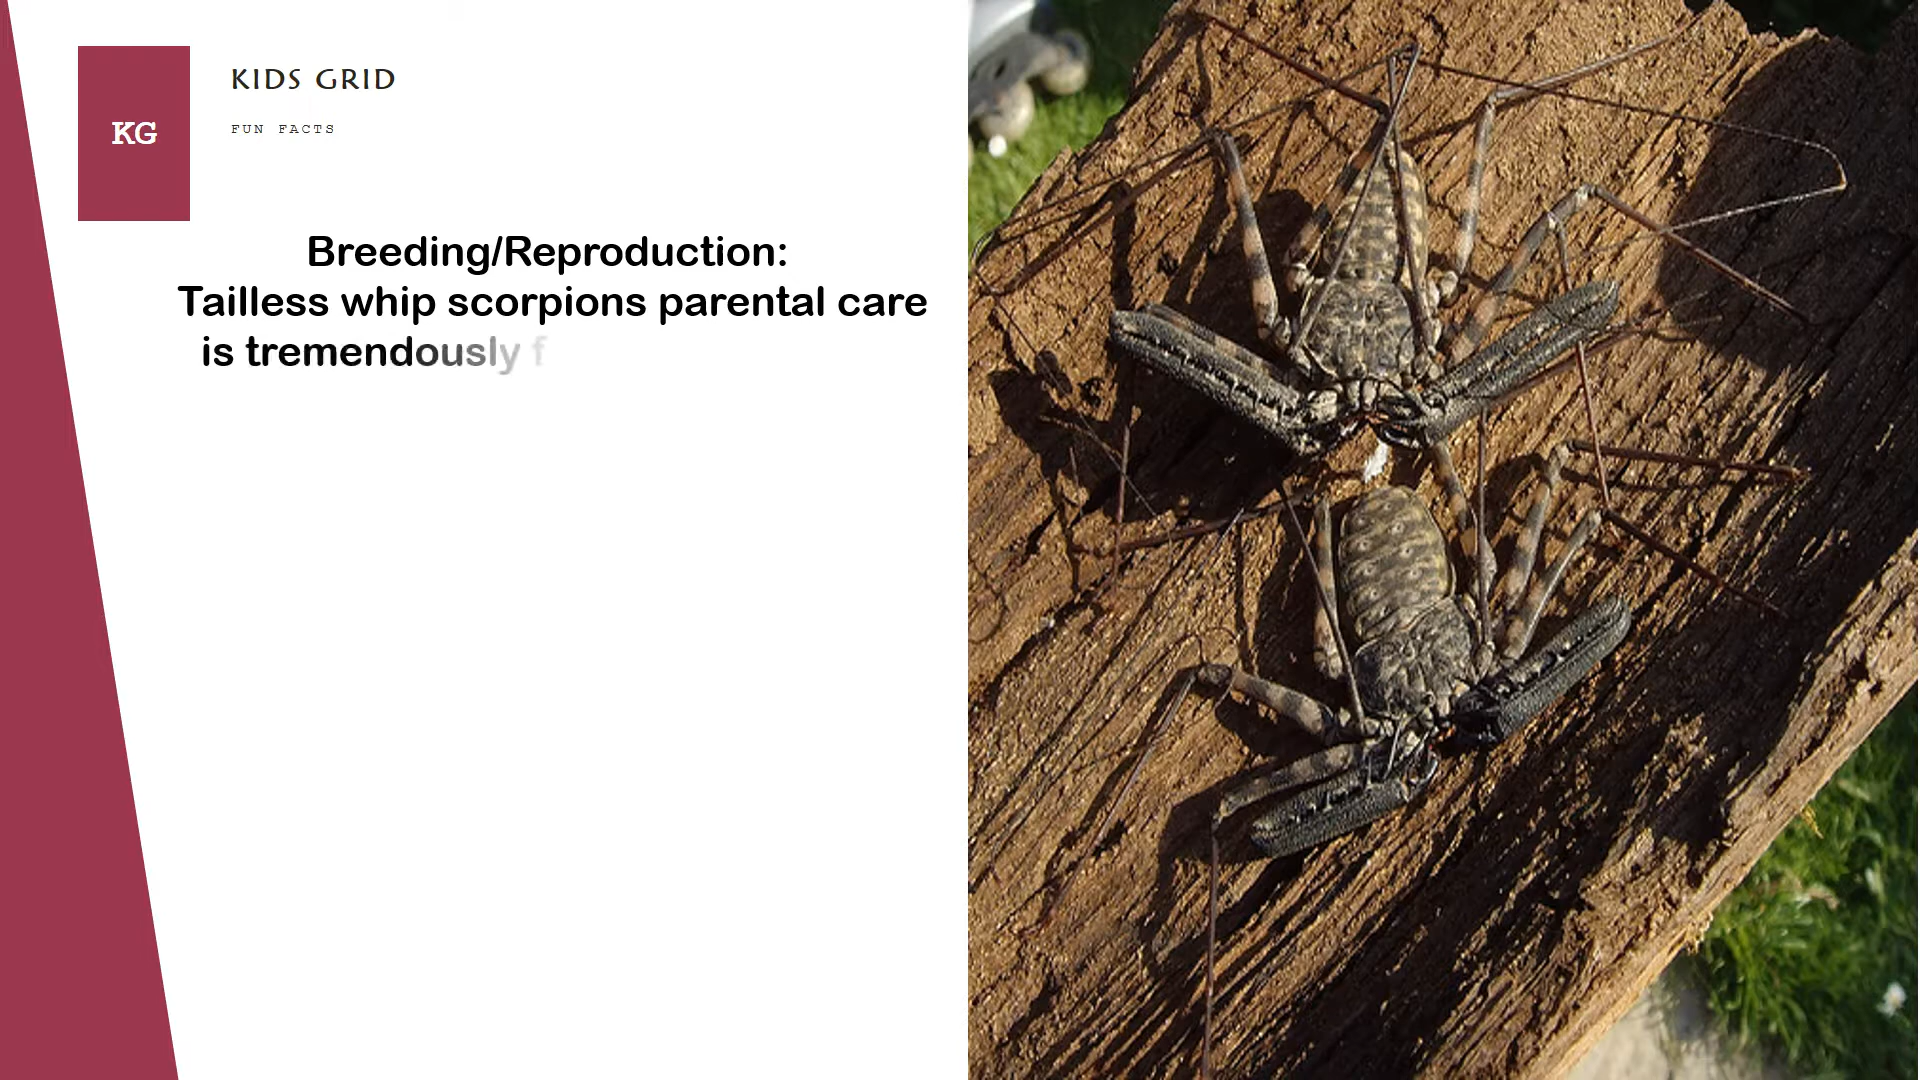 KG
KIDS GRID
FUN FACTS
Breeding/Reproduction:
Tailless whip scorpions parental care
is tremendously f